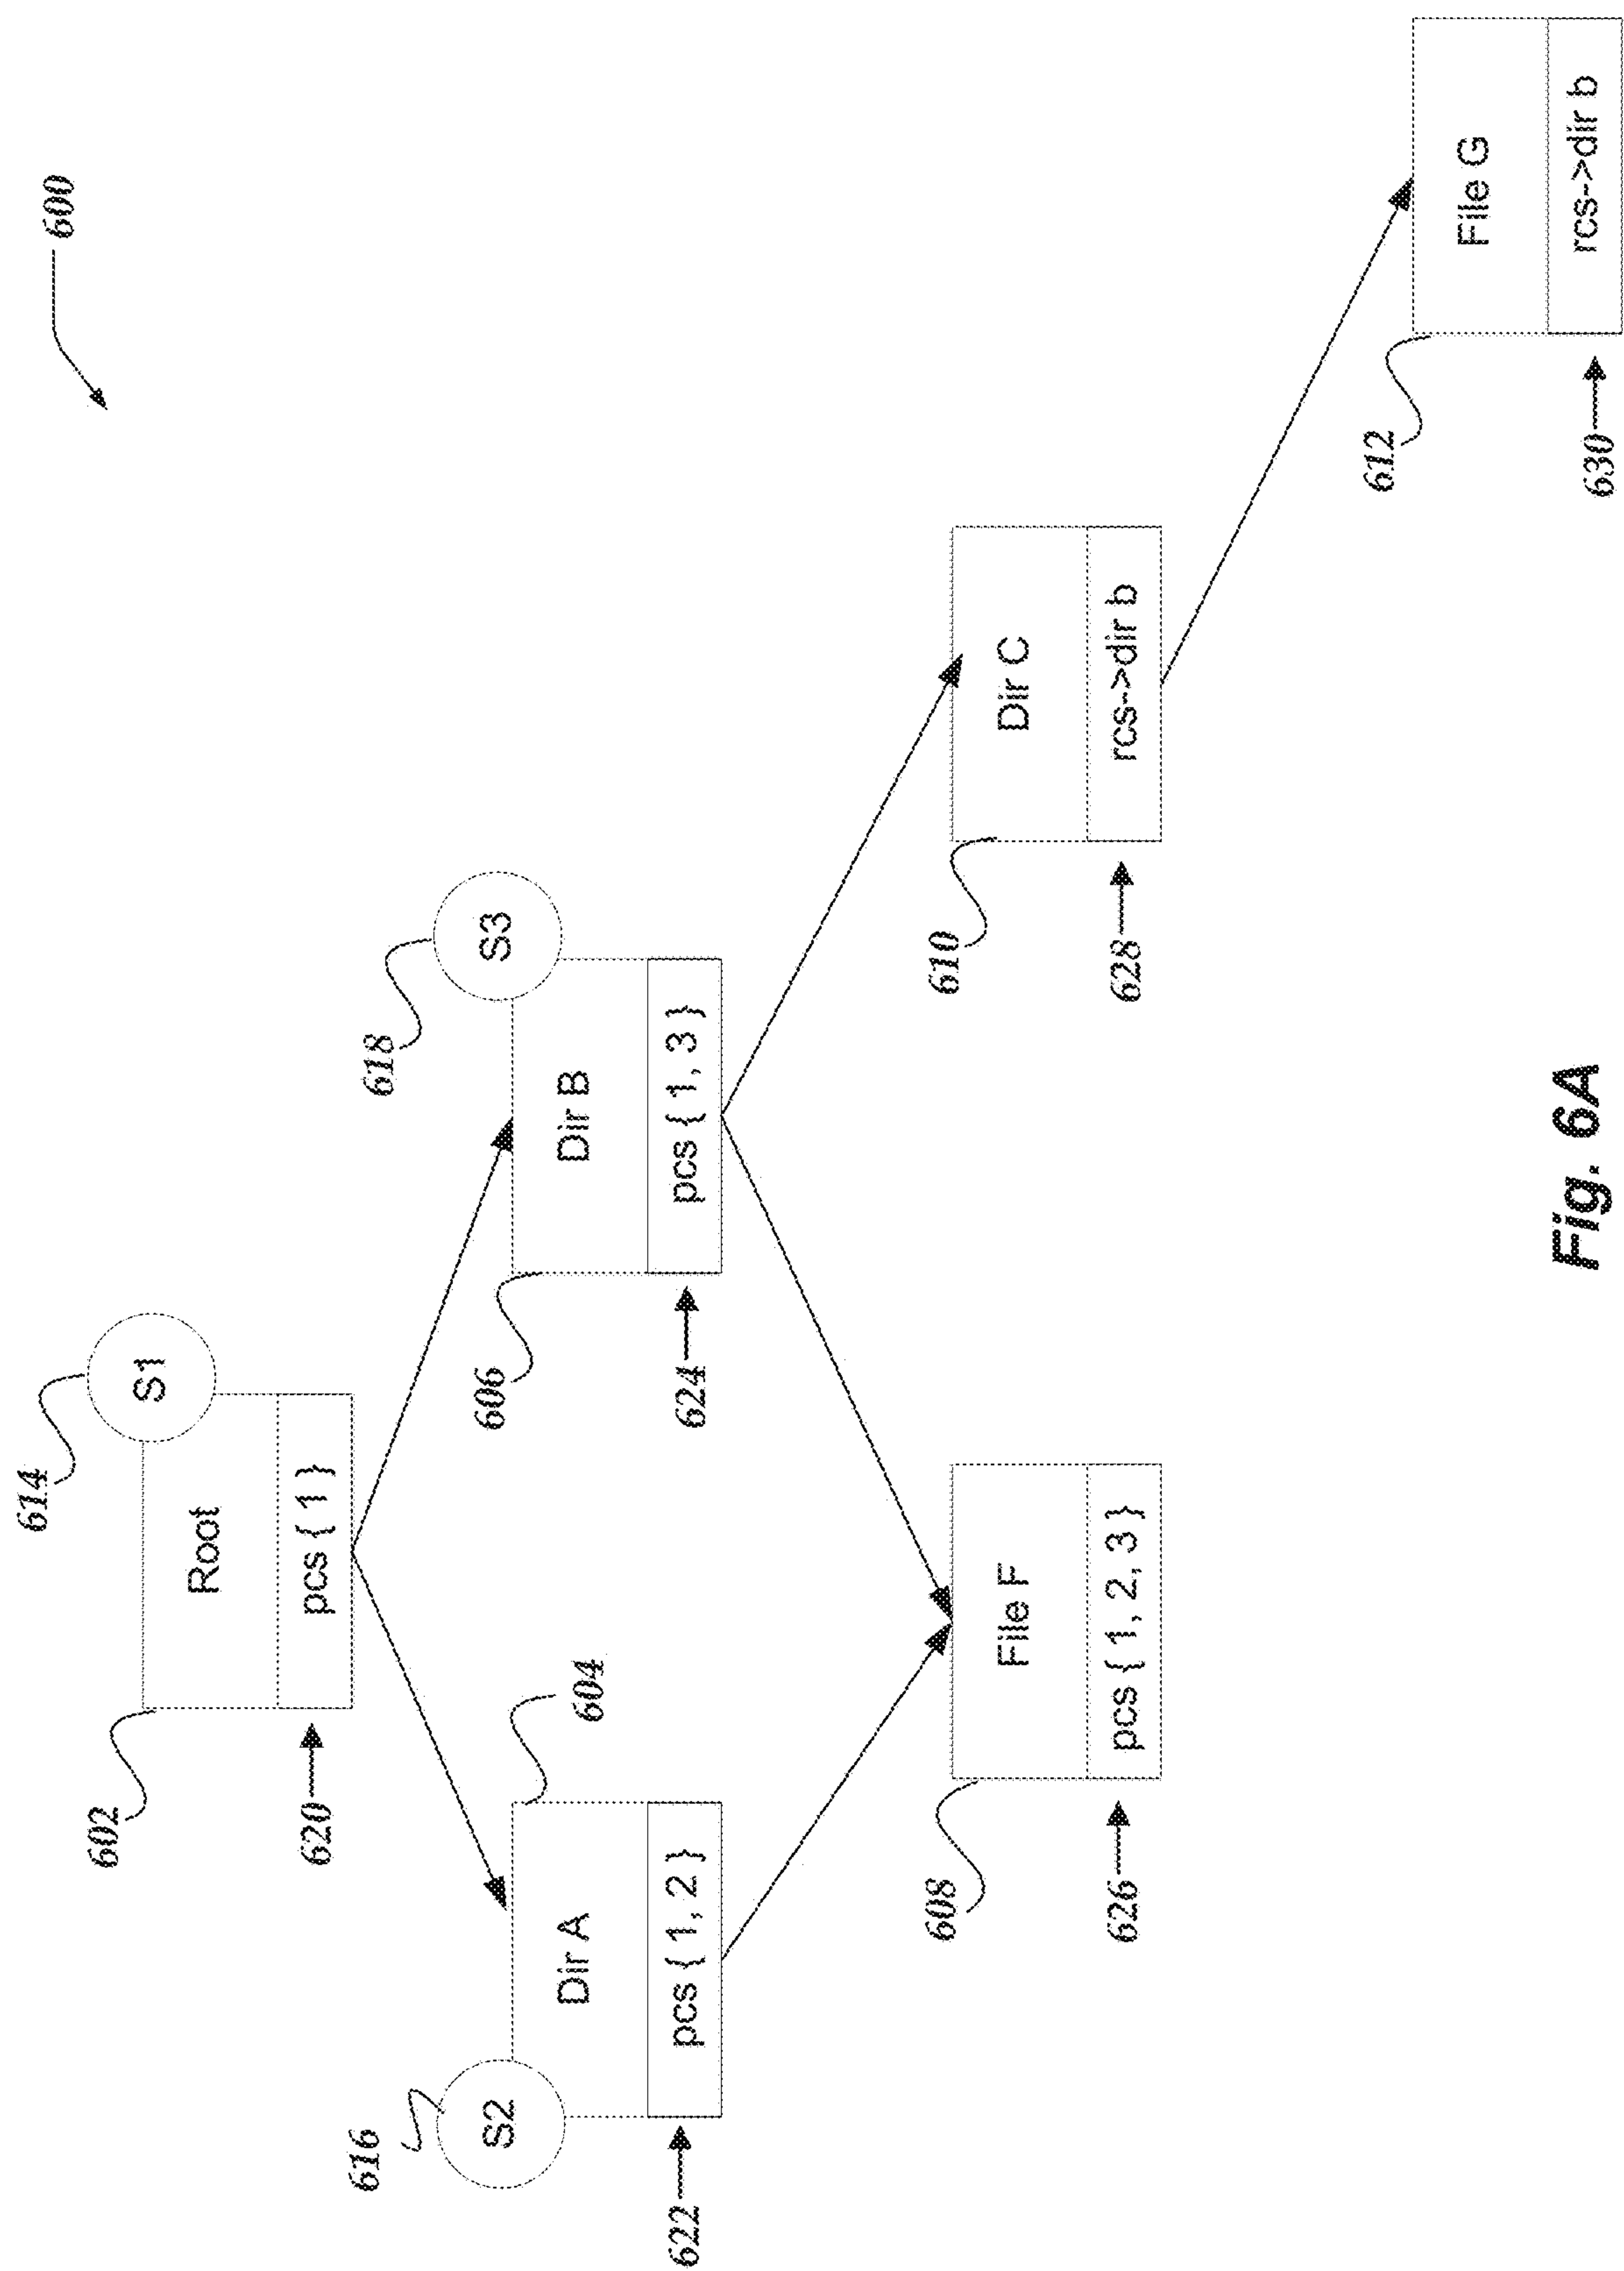 600
614
S1
602
Root
620
pcs { 1 }
616
S2
604
Dir A
622
pcs { 1, 2 }
618
S3
606
Dir B
624
pcs { 1, 3 }
608
File F
626
pcs { 1, 2, 3 }
610
Dir C
628
rcs->dir b
612
File G
630
rcs->dir b
Fig. 6A